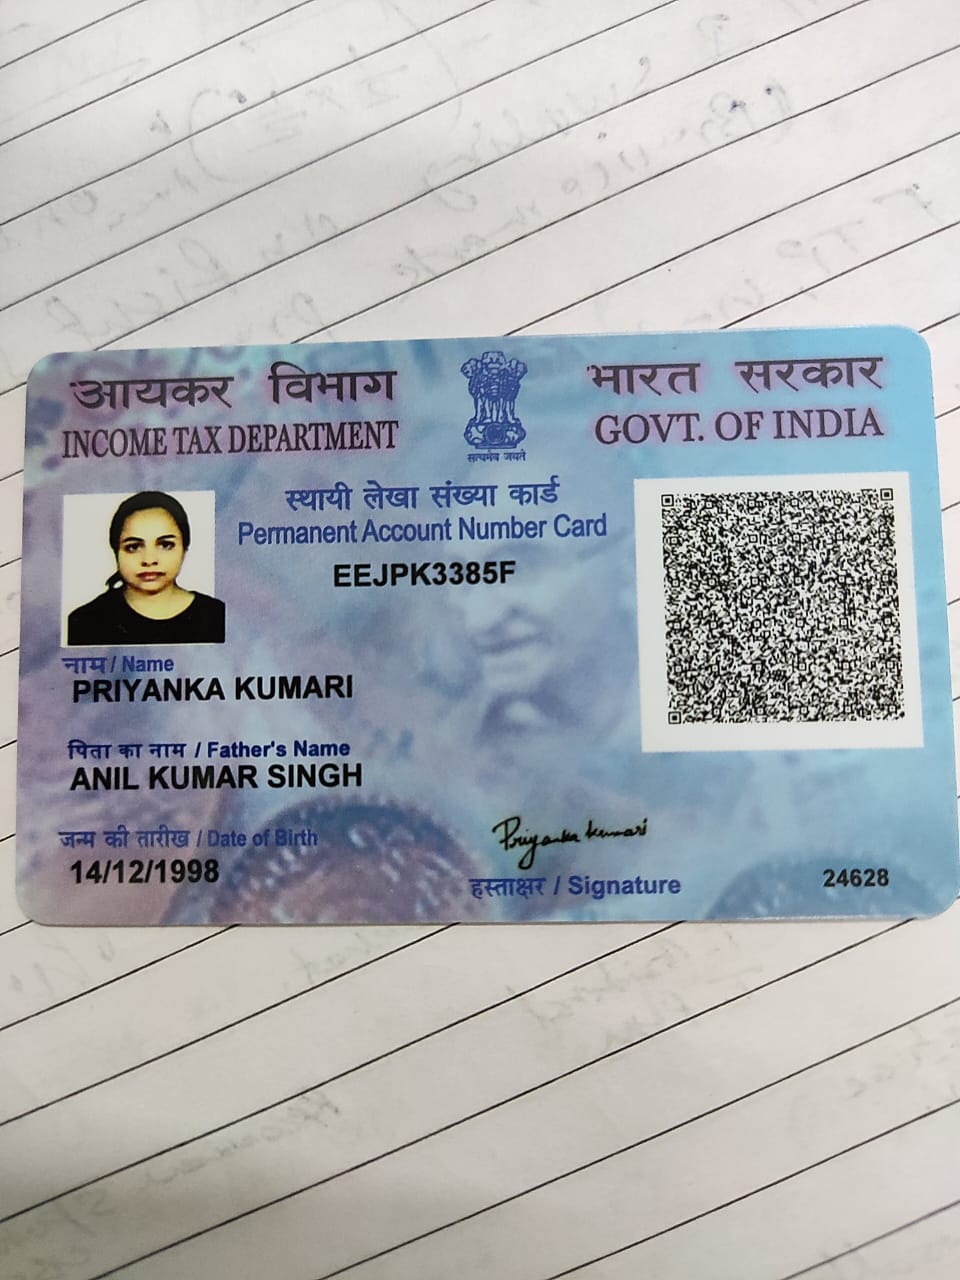 आयकर विभाग
INCOME TAX DEPARTMENT
सत्यमेव जयते
भारत सरकार
GOVT. OF INDIA
स्थायी लेखा संख्या कार्ड
Permanent Account Number Card
EEJPK3385F
नाम / Name
PRIYANKA KUMARI
पिता का नाम / Father's Name
ANIL KUMAR SINGH
जन्म की तारीख / Date of Birth
14/12/1998
Priyanka kumari
हस्ताक्षर / Signature
24628